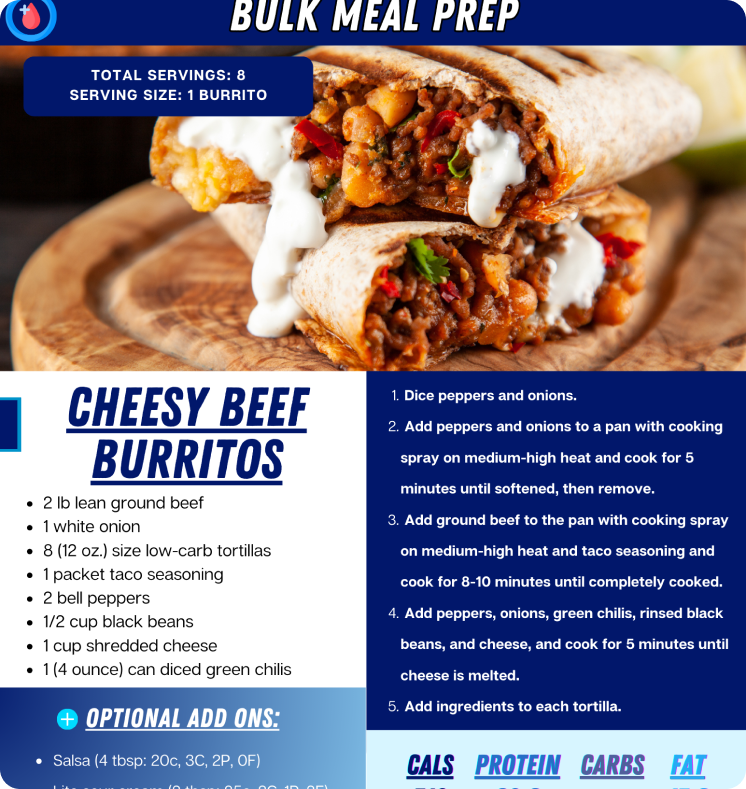 BULK MEAL PREP
TOTAL SERVINGS: 8
SERVING SIZE: 1 BURRITO
CHEESY BEEF
BURRITOS
• 2 lb lean ground beef
• 1 white onion
• 8 (12 oz.) size low-carb tortillas
• 1 packet taco seasoning
• 2 bell peppers
• 1/2 cup black beans
• 1 cup shredded cheese
• 1 (4 ounce) can diced green chilis
OPTIONAL ADD ONS:
• Salsa (4 tbsp: 20c, 3C, 2P, 0F)
1. Dice peppers and onions.
2. Add peppers and onions to a pan with cooking
spray on medium-high heat and cook for 5
minutes until softened, then remove.
3. Add ground beef to the pan with cooking spray
on medium-high heat and taco seasoning and
cook for 8-10 minutes until completely cooked.
4. Add peppers, onions, green chilis, rinsed black
beans, and cheese, and cook for 5 minutes until
cheese is melted.
5. Add ingredients to each tortilla.
CALS PROTEIN CARBS FAT